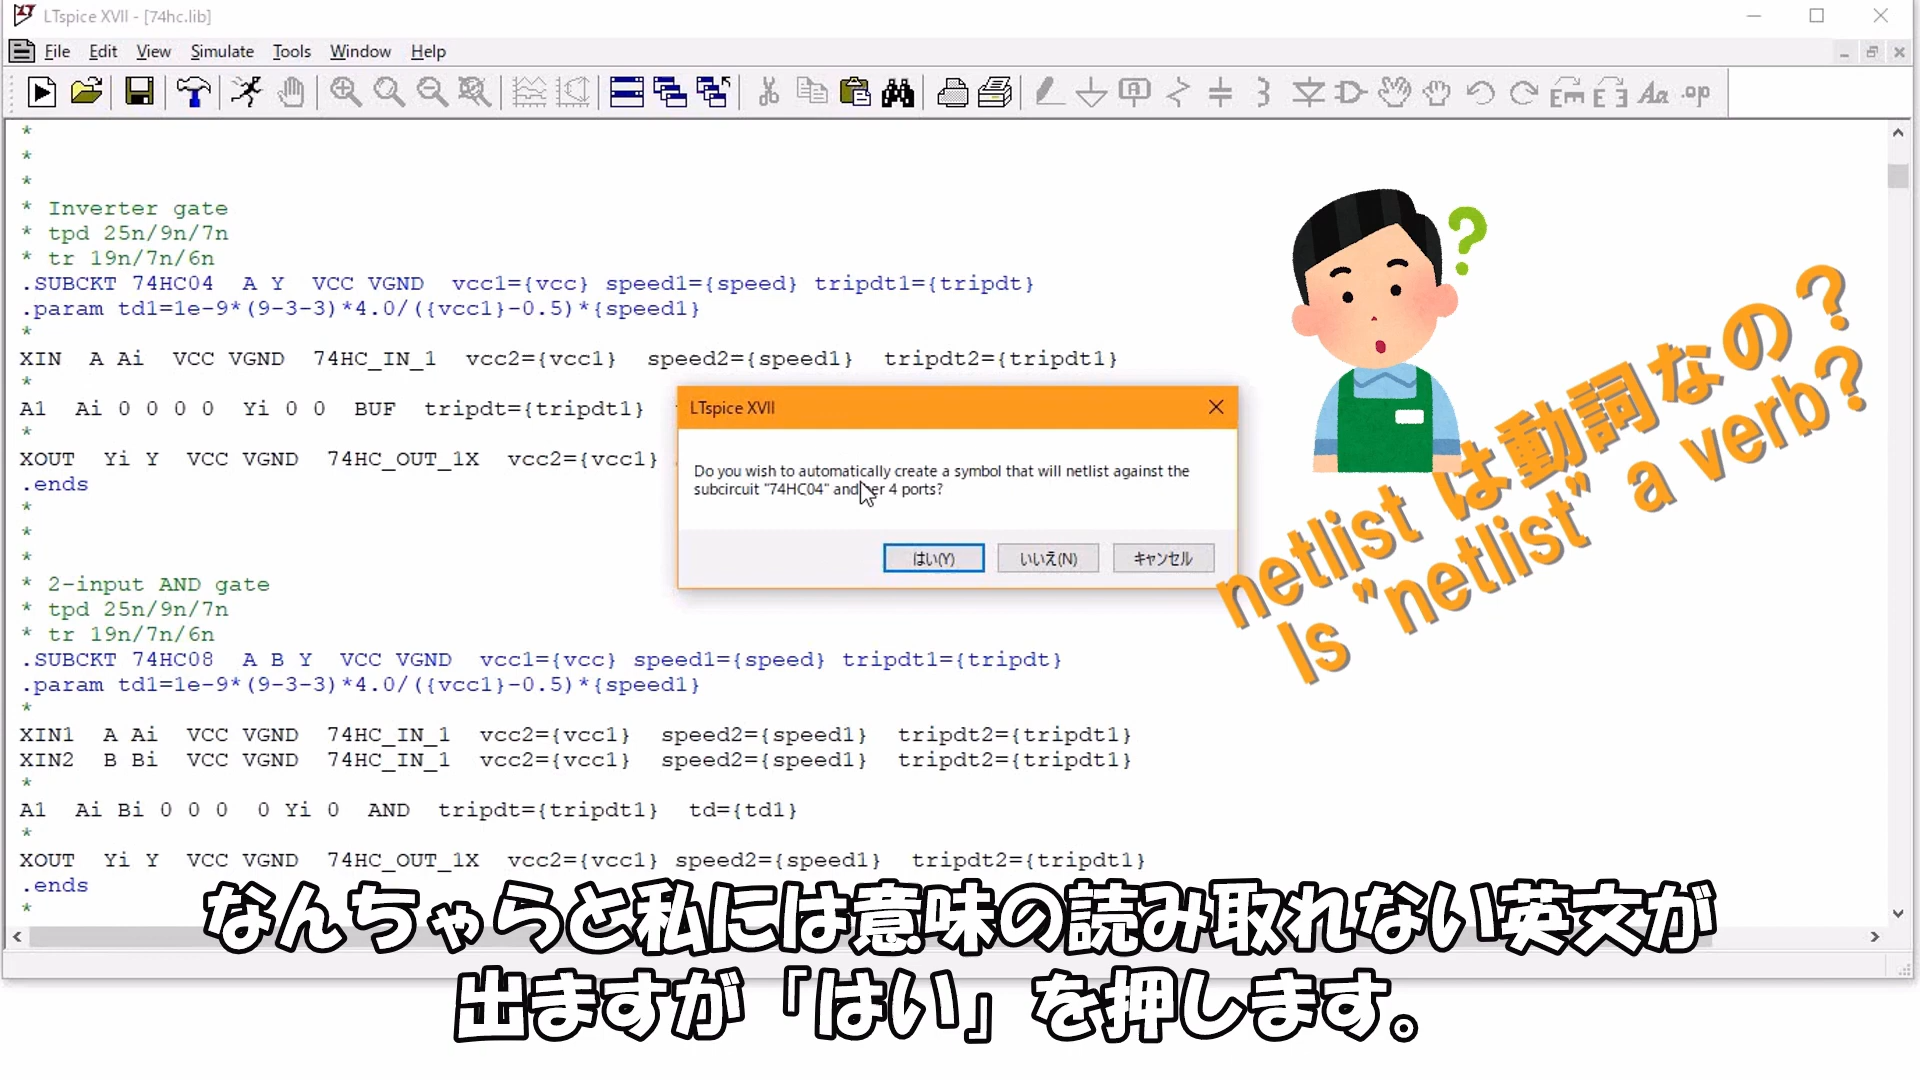 LTspice XVII - [74hc.lib]
File Edit View Simulate Tools Window Help
*
*
*
* Inverter gate
* tpd 25n/9n/7n
* tr 19n/7n/6n
.SUBCKT 74HC04 A Y VCC VGND vcc1={vcc} speed1={speed} tripdt1={tripdt}
.param td1=1e-9*(9-3-3)*4.0/({vcc1}-0.5)*{speed1}
*
XIN A Ai VCC VGND 74HC_IN_1 vcc2={vcc1} speed2={speed1} tripdt2={tripdt1}
*
A1 Ai 0 0 0 0 Yi 0 0 BUF tripdt={tripdt1}
*
XOUT Yi Y VCC VGND 74HC_OUT_1X vcc2={vcc1}
.ends
*
*
*
* 2-input AND gate
* tpd 25n/9n/7n
* tr 19n/7n/6n
.SUBCKT 74HC08 A B Y VCC VGND vcc1={vcc} speed1={speed} tripdt1={tripdt}
.param td1=1e-9*(9-3-3)*4.0/({vcc1}-0.5)*{speed1}
*
XIN1 A Ai VCC VGND 74HC_IN_1 vcc2={vcc1} speed2={speed1} tripdt2={tripdt1}
XIN2 B Bi VCC VGND 74HC_IN_1 vcc2={vcc1} speed2={speed1} tripdt2={tripdt1}
*
A1 Ai Bi 0 0 0 0 Yi 0 AND tripdt={tripdt1} td={td1}
*
XOUT Yi Y VCC VGND 74HC_OUT_1X vcc2={vcc1} speed2={speed1} tripdt2={tripdt1}
.ends
*
LTspice XVII
Do you wish to automatically create a symbol that will netlist against the
subcircuit "74HC04" and 4 ports?
はい(Y) いいえ(N) キャンセル
?
netlist は動詞なの？
Is "netlist" a verb?
なんちゃらと私には意味の読み取れない英文が
出ますが「はい」を押します。